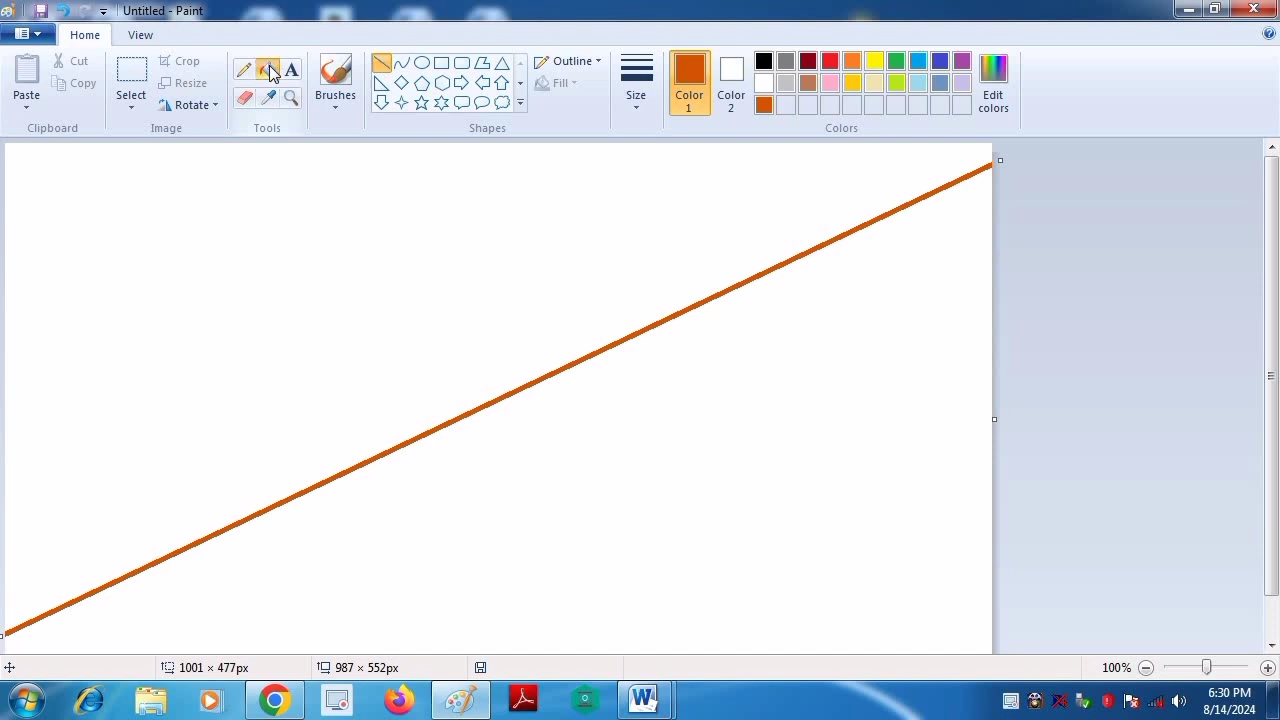 Untitled - Paint
Home
View
Paste
Cut
Copy
Clipboard
Select
Crop
Resize
Rotate
Image
A
Tools
Brushes
Outline
Fill
Shapes
Size
Color
1
Color
2
Edit
colors
Colors
1001 × 477px
987 × 552px
100%
6:30 PM
8/14/2024